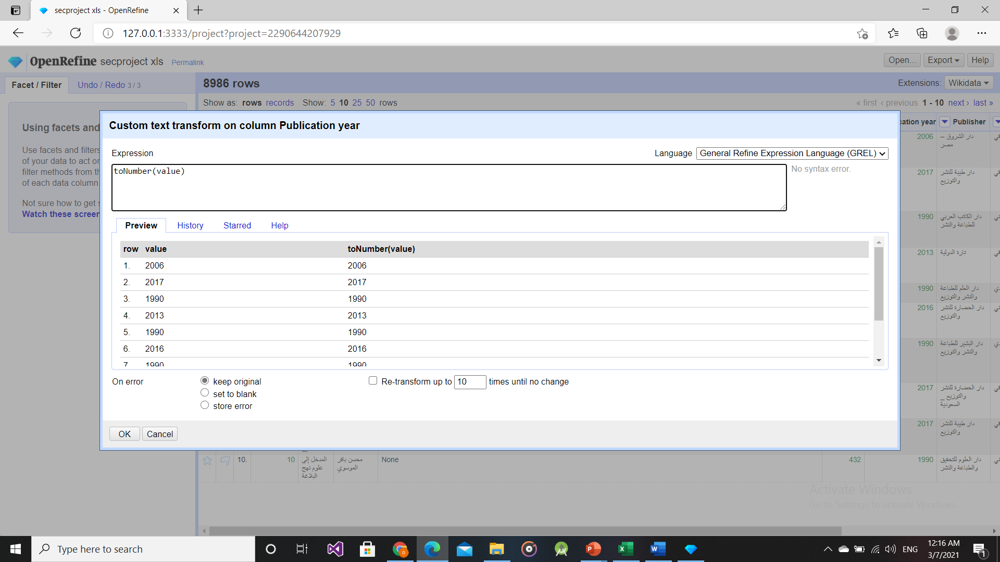 secproject xls - OpenRefine
127.0.0.1:3333/project?project=2290644207929
OpenRefine secproject xls Permalink
Open... Export Help
Facet / Filter Undo / Redo 3 / 3
8986 rows
Extensions: Wikidata
Show as: rows records Show: 5 10 25 50 rows
« first ‹ previous 1 - 10 next › last »
Using facets and
Use facets and filters
of your data to act on
filter methods from th
of each data column.
Not sure how to get s
Watch these screen
Custom text transform on column Publication year
Expression
Language General Refine Expression Language (GREL)
toNumber(value)
No syntax error.
Preview History Starred Help
row value toNumber(value)
1. 2006 2006
2. 2017 2017
3. 1990 1990
4. 2013 2013
5. 1990 1990
6. 2016 2016
7. 1990 1990
On error
keep original
set to blank
store error
Re-transform up to 10 times until no change
OK Cancel
cation year Publisher
2006 دار الشروق –
مصر
2017 دار طيبة للنشر
والتوزيع
1990 دار الكاتب العربي
للطباعة والنشر
2013 تارة الدولية
1990 دار العلم للطباعة
والنشر والتوزيع
2016 دار الحضارة للنشر
والتوزيع
1990 دار البشير للطباعة
والنشر والتوزيع
2017 دار الحضارة للنشر
والتوزيع _
السعودية
2017 دار طيبة للنشر
والتوزيع
10. 10 المدخل إلى محسن باقر None 432 1990 دار العلوم للتحقيق
علوم نهج الموسوي والطباعة والنشر
البلاغة
Activate Windows
Go to Settings to activate Windows.
Type here to search
ENG
12:16 AM
3/7/2021
1